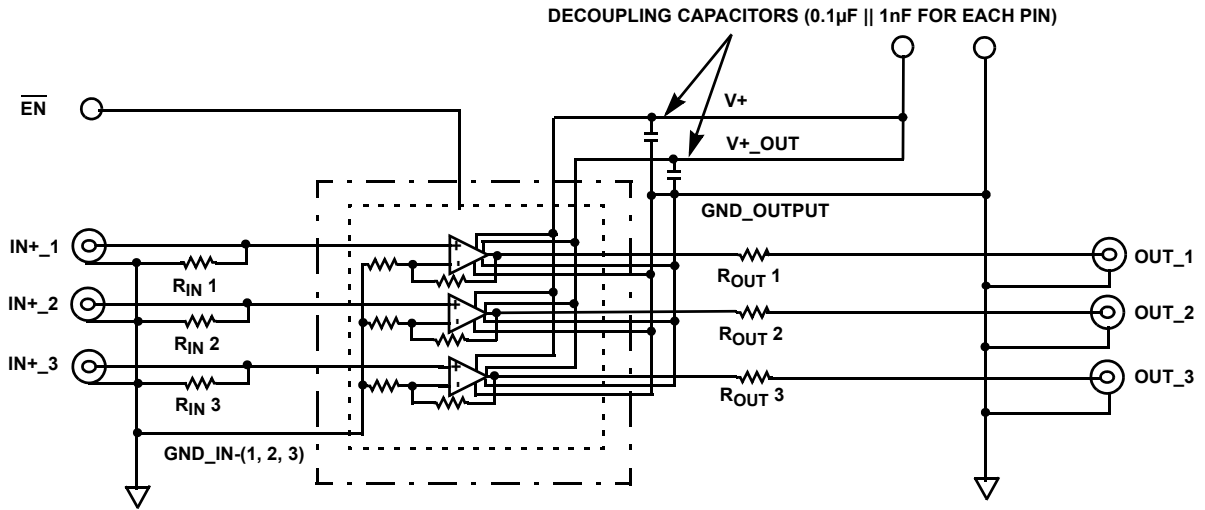 DECOUPLING CAPACITORS (0.1µF || 1nF FOR EACH PIN)
EN
V+
V+_OUT
GND_OUTPUT
IN+_1
RIN 1
ROUT 1
OUT_1
IN+_2
RIN 2
ROUT 2
OUT_2
IN+_3
RIN 3
ROUT 3
OUT_3
GND_IN-(1, 2, 3)
+
-
+
-
+
-